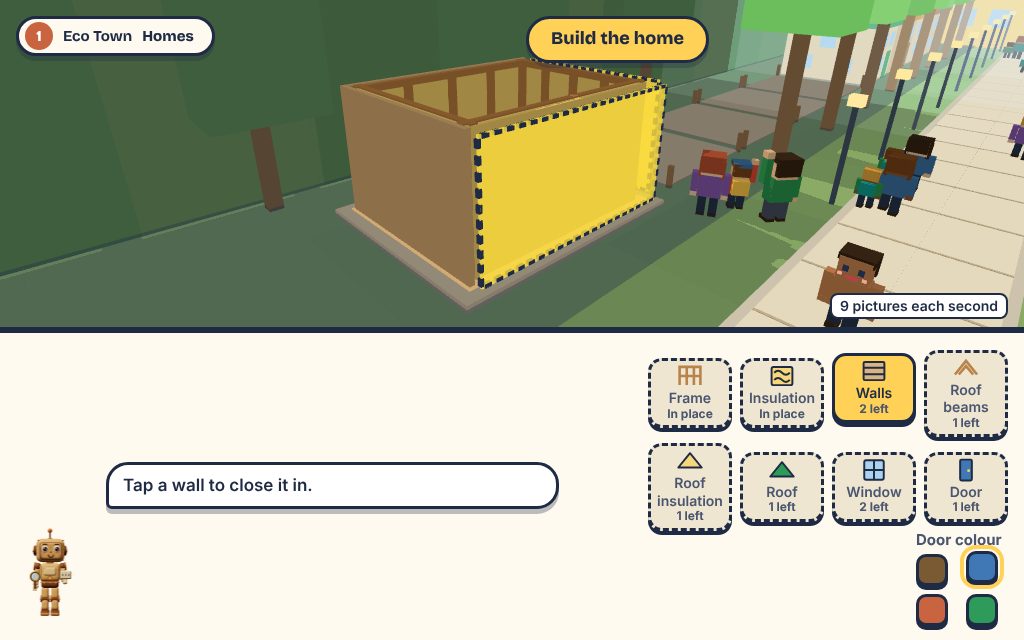 1 Eco Town Homes
Build the home
9 pictures each second
Tap a wall to close it in.
Frame
In place
Insulation
In place
Walls
2 left
Roof
beams
1 left
Roof
insulation
1 left
Roof
1 left
Window
2 left
Door
1 left
Door colour